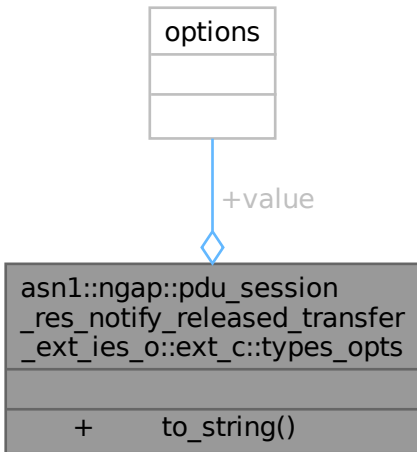 options
+value
asn1::ngap::pdu_session
_res_notify_released_transfer
_ext_ies_o::ext_c::types_opts
+ to_string()